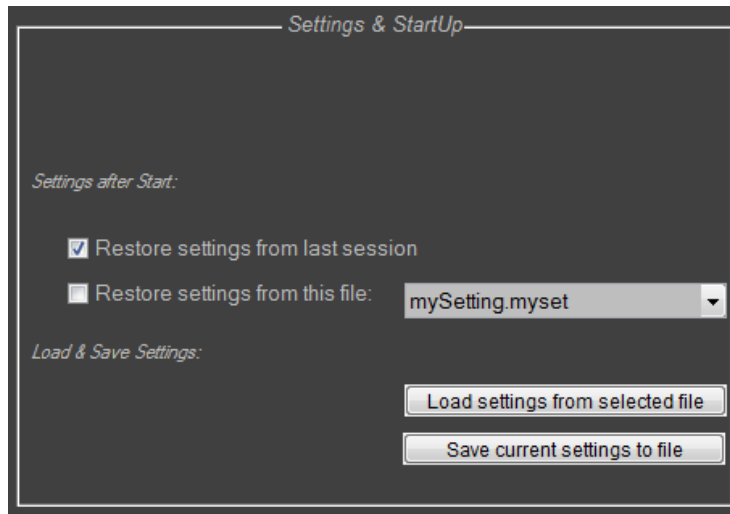 Settings & StartUp
Settings after Start:
Restore settings from last session
Restore settings from this file:
mySetting.myset
Load & Save Settings:
Load settings from selected file
Save current settings to file